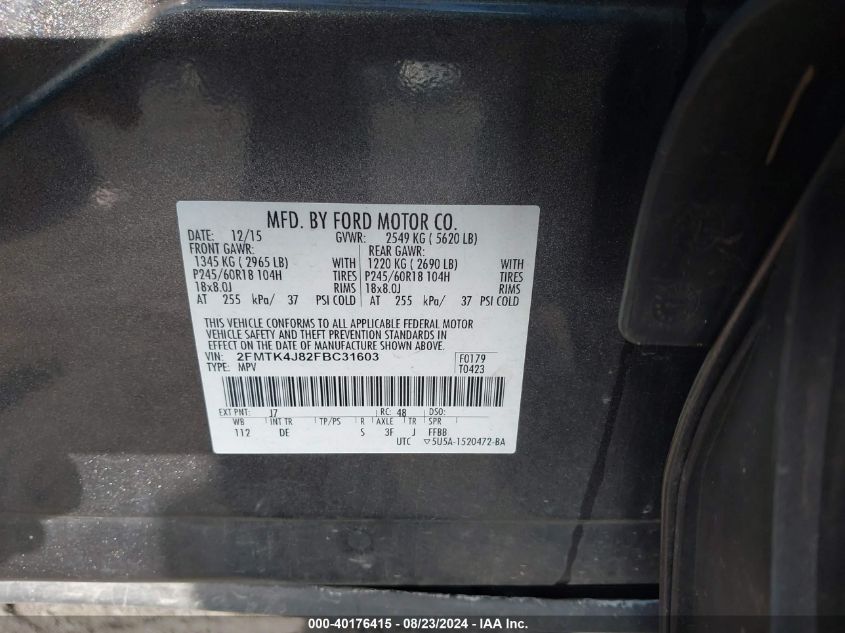 MFD. BY FORD MOTOR CO.
DATE: 12/15 GVWR: 2549 KG ( 5620 LB)
FRONT GAWR: REAR GAWR:
1345 KG ( 2965 LB) WITH 1220 KG ( 2690 LB) WITH
P245/60R18 104H TIRES P245/60R18 104H TIRES
18x8.0J RIMS 18x8.0J RIMS
AT 255 kPa/ 37 PSI COLD AT 255 kPa/ 37 PSI COLD
THIS VEHICLE CONFORMS TO ALL APPLICABLE FEDERAL MOTOR
VEHICLE SAFETY AND THEFT PREVENTION STANDARDS IN
EFFECT ON THE DATE OF MANUFACTURE SHOWN ABOVE.
VIN: 2FMTK4J82FBC31603 F0179
TYPE: MPV T0423
EXT PNT: J7 RC: 48 DSO:
WB INT TR TP/PS R AXLE TR SPR
112 DE S 3F J FFBB
UTC ▽5U5A-1520472-BA
000-40176415 - 08/23/2024 - IAA Inc.